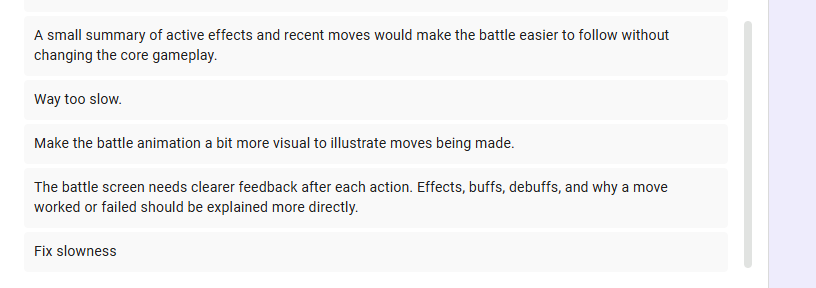 A small summary of active effects and recent moves would make the battle easier to follow without
changing the core gameplay.
Way too slow.
Make the battle animation a bit more visual to illustrate moves being made.
The battle screen needs clearer feedback after each action. Effects, buffs, debuffs, and why a move
worked or failed should be explained more directly.
Fix slowness